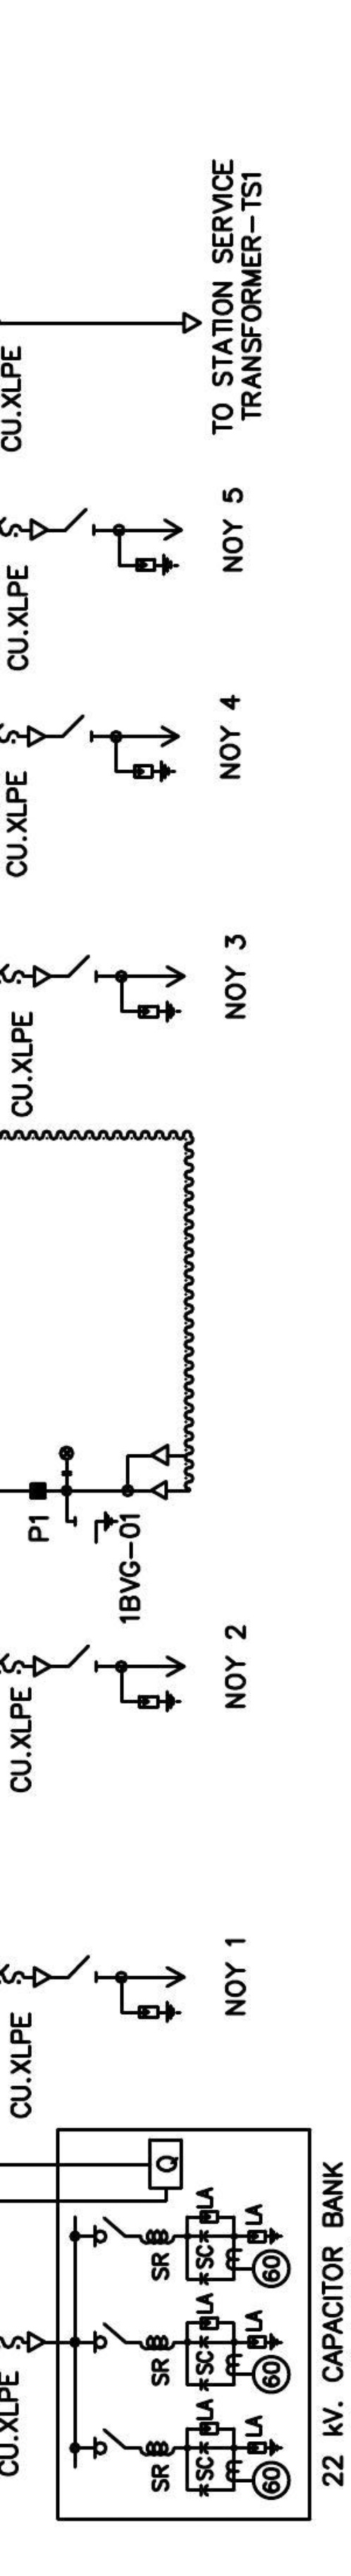 CU.XLPE
Q
SR
SR
SR
*SC*
LA
*SC*
LA
*SC*
LA
LA
LA
LA
60
60
60
22 kV. CAPACITOR BANK
CU.XLPE
NOY 1
CU.XLPE
NOY 2
P1
1BVG-01
CU.XLPE
NOY 3
CU.XLPE
NOY 4
CU.XLPE
NOY 5
CU.XLPE
TO STATION SERVICE
TRANSFORMER-TS1